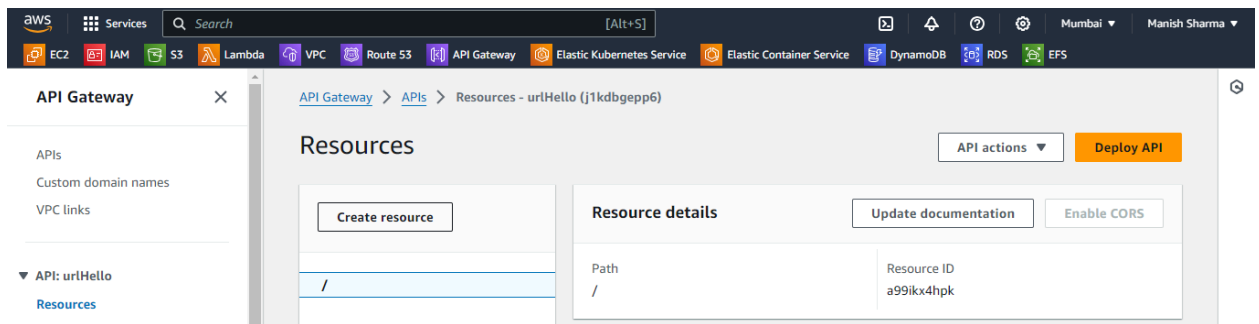 aws Services Search [Alt+S] Mumbai ▼ Manish Sharma ▼
EC2 IAM S3 Lambda VPC Route 53 API Gateway Elastic Kubernetes Service Elastic Container Service DynamoDB RDS EFS
API Gateway
API Gateway > APIs > Resources - urlHello (j1kdbgepp6)
Resources
API actions ▼ Deploy API
APIs
Custom domain names
VPC links
Create resource
Resource details Update documentation Enable CORS
/
Path Resource ID
/ a99ikx4hpk
▼ API: urlHello
Resources